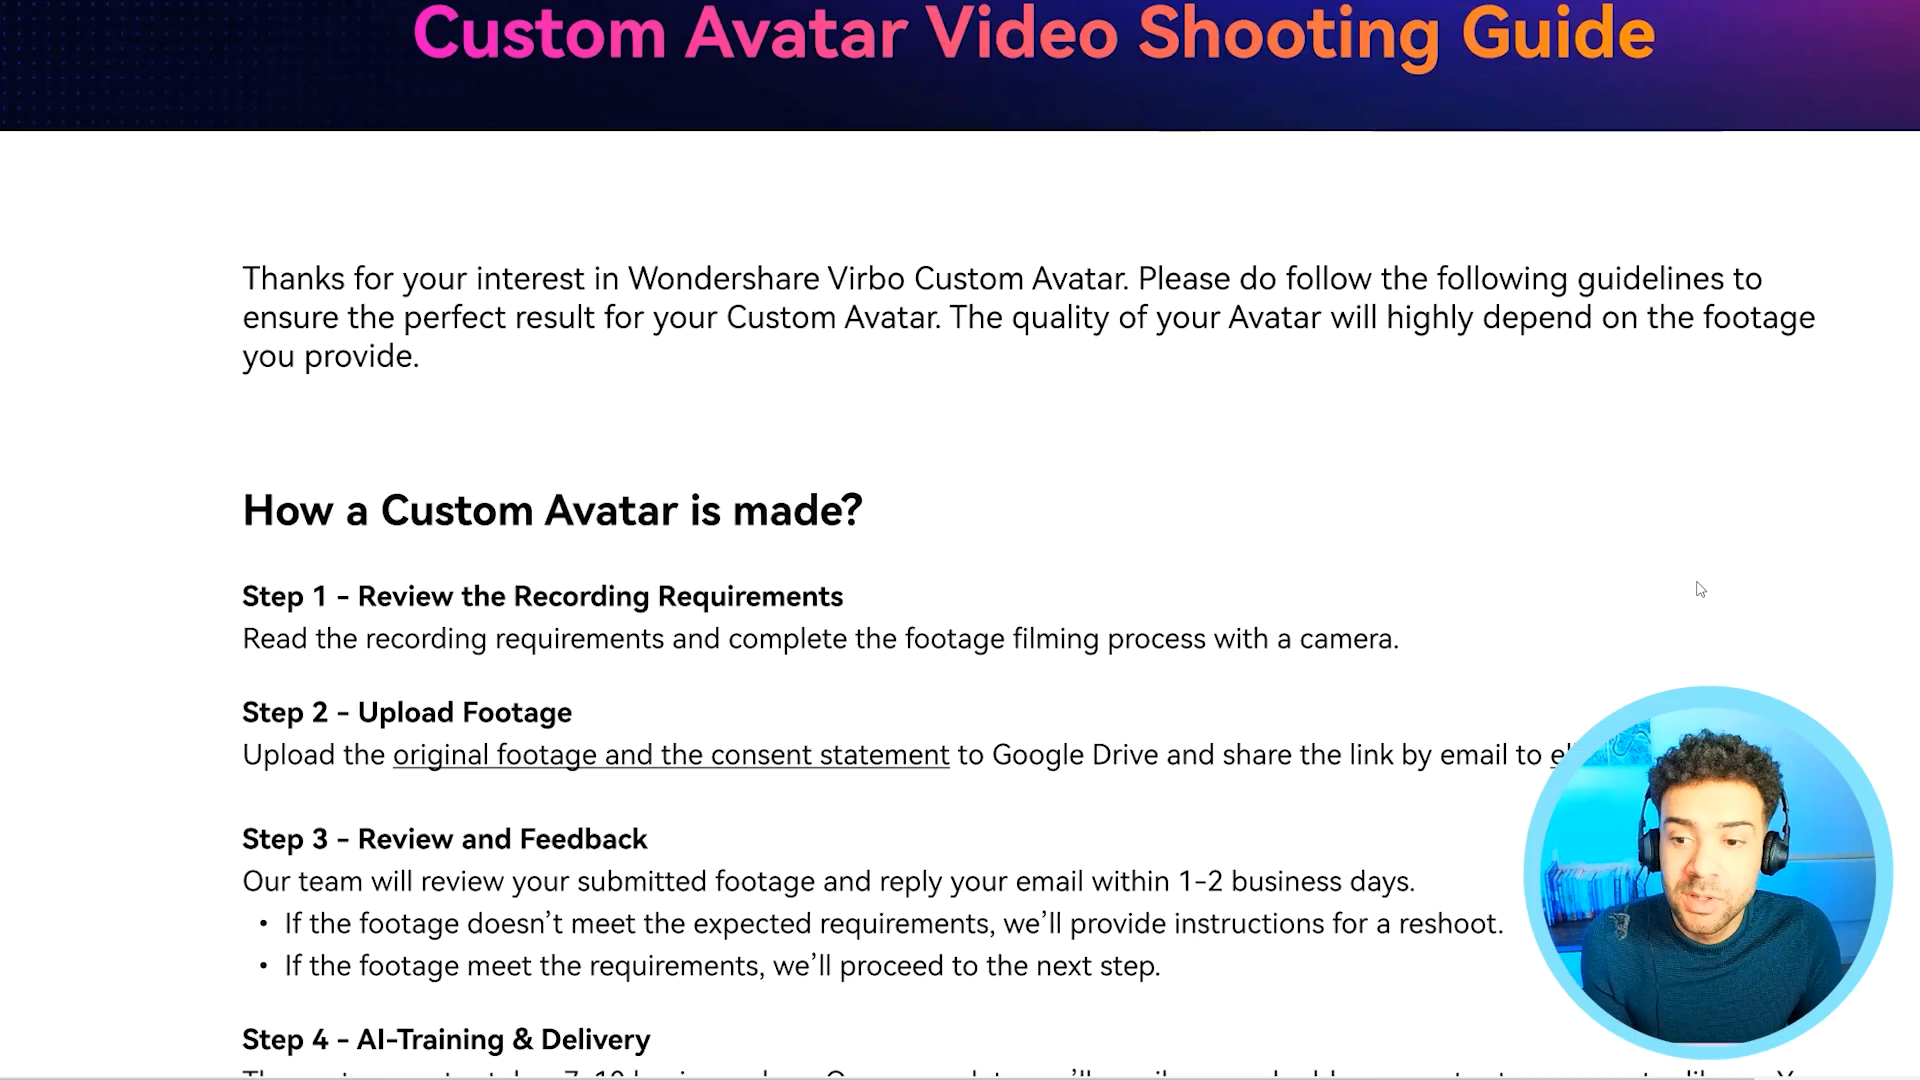 Custom Avatar Video Shooting Guide
Thanks for your interest in Wondershare Virbo Custom Avatar. Please do follow the following guidelines to
ensure the perfect result for your Custom Avatar. The quality of your Avatar will highly depend on the footage
you provide.
How a Custom Avatar is made?
Step 1 - Review the Recording Requirements
Read the recording requirements and complete the footage filming process with a camera.
Step 2 - Upload Footage
Upload the original footage and the consent statement to Google Drive and share the link by email to
Step 3 - Review and Feedback
Our team will review your submitted footage and reply your email within 1-2 business days.
• If the footage doesn’t meet the expected requirements, we’ll provide instructions for a reshoot.
• If the footage meet the requirements, we’ll proceed to the next step.
Step 4 - AI-Training & Delivery